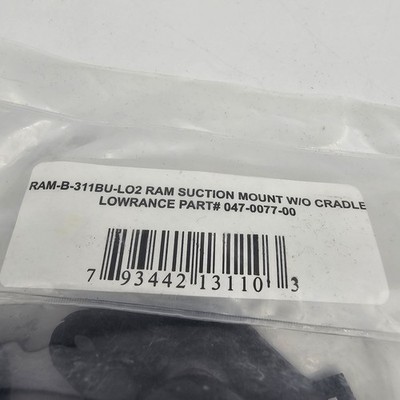 RAM-B-311BU-LO2 RAM SUCTION MOUNT W/O CRADLE
LOWRANCE PART# 047-0077-00
7 93442 13110 3